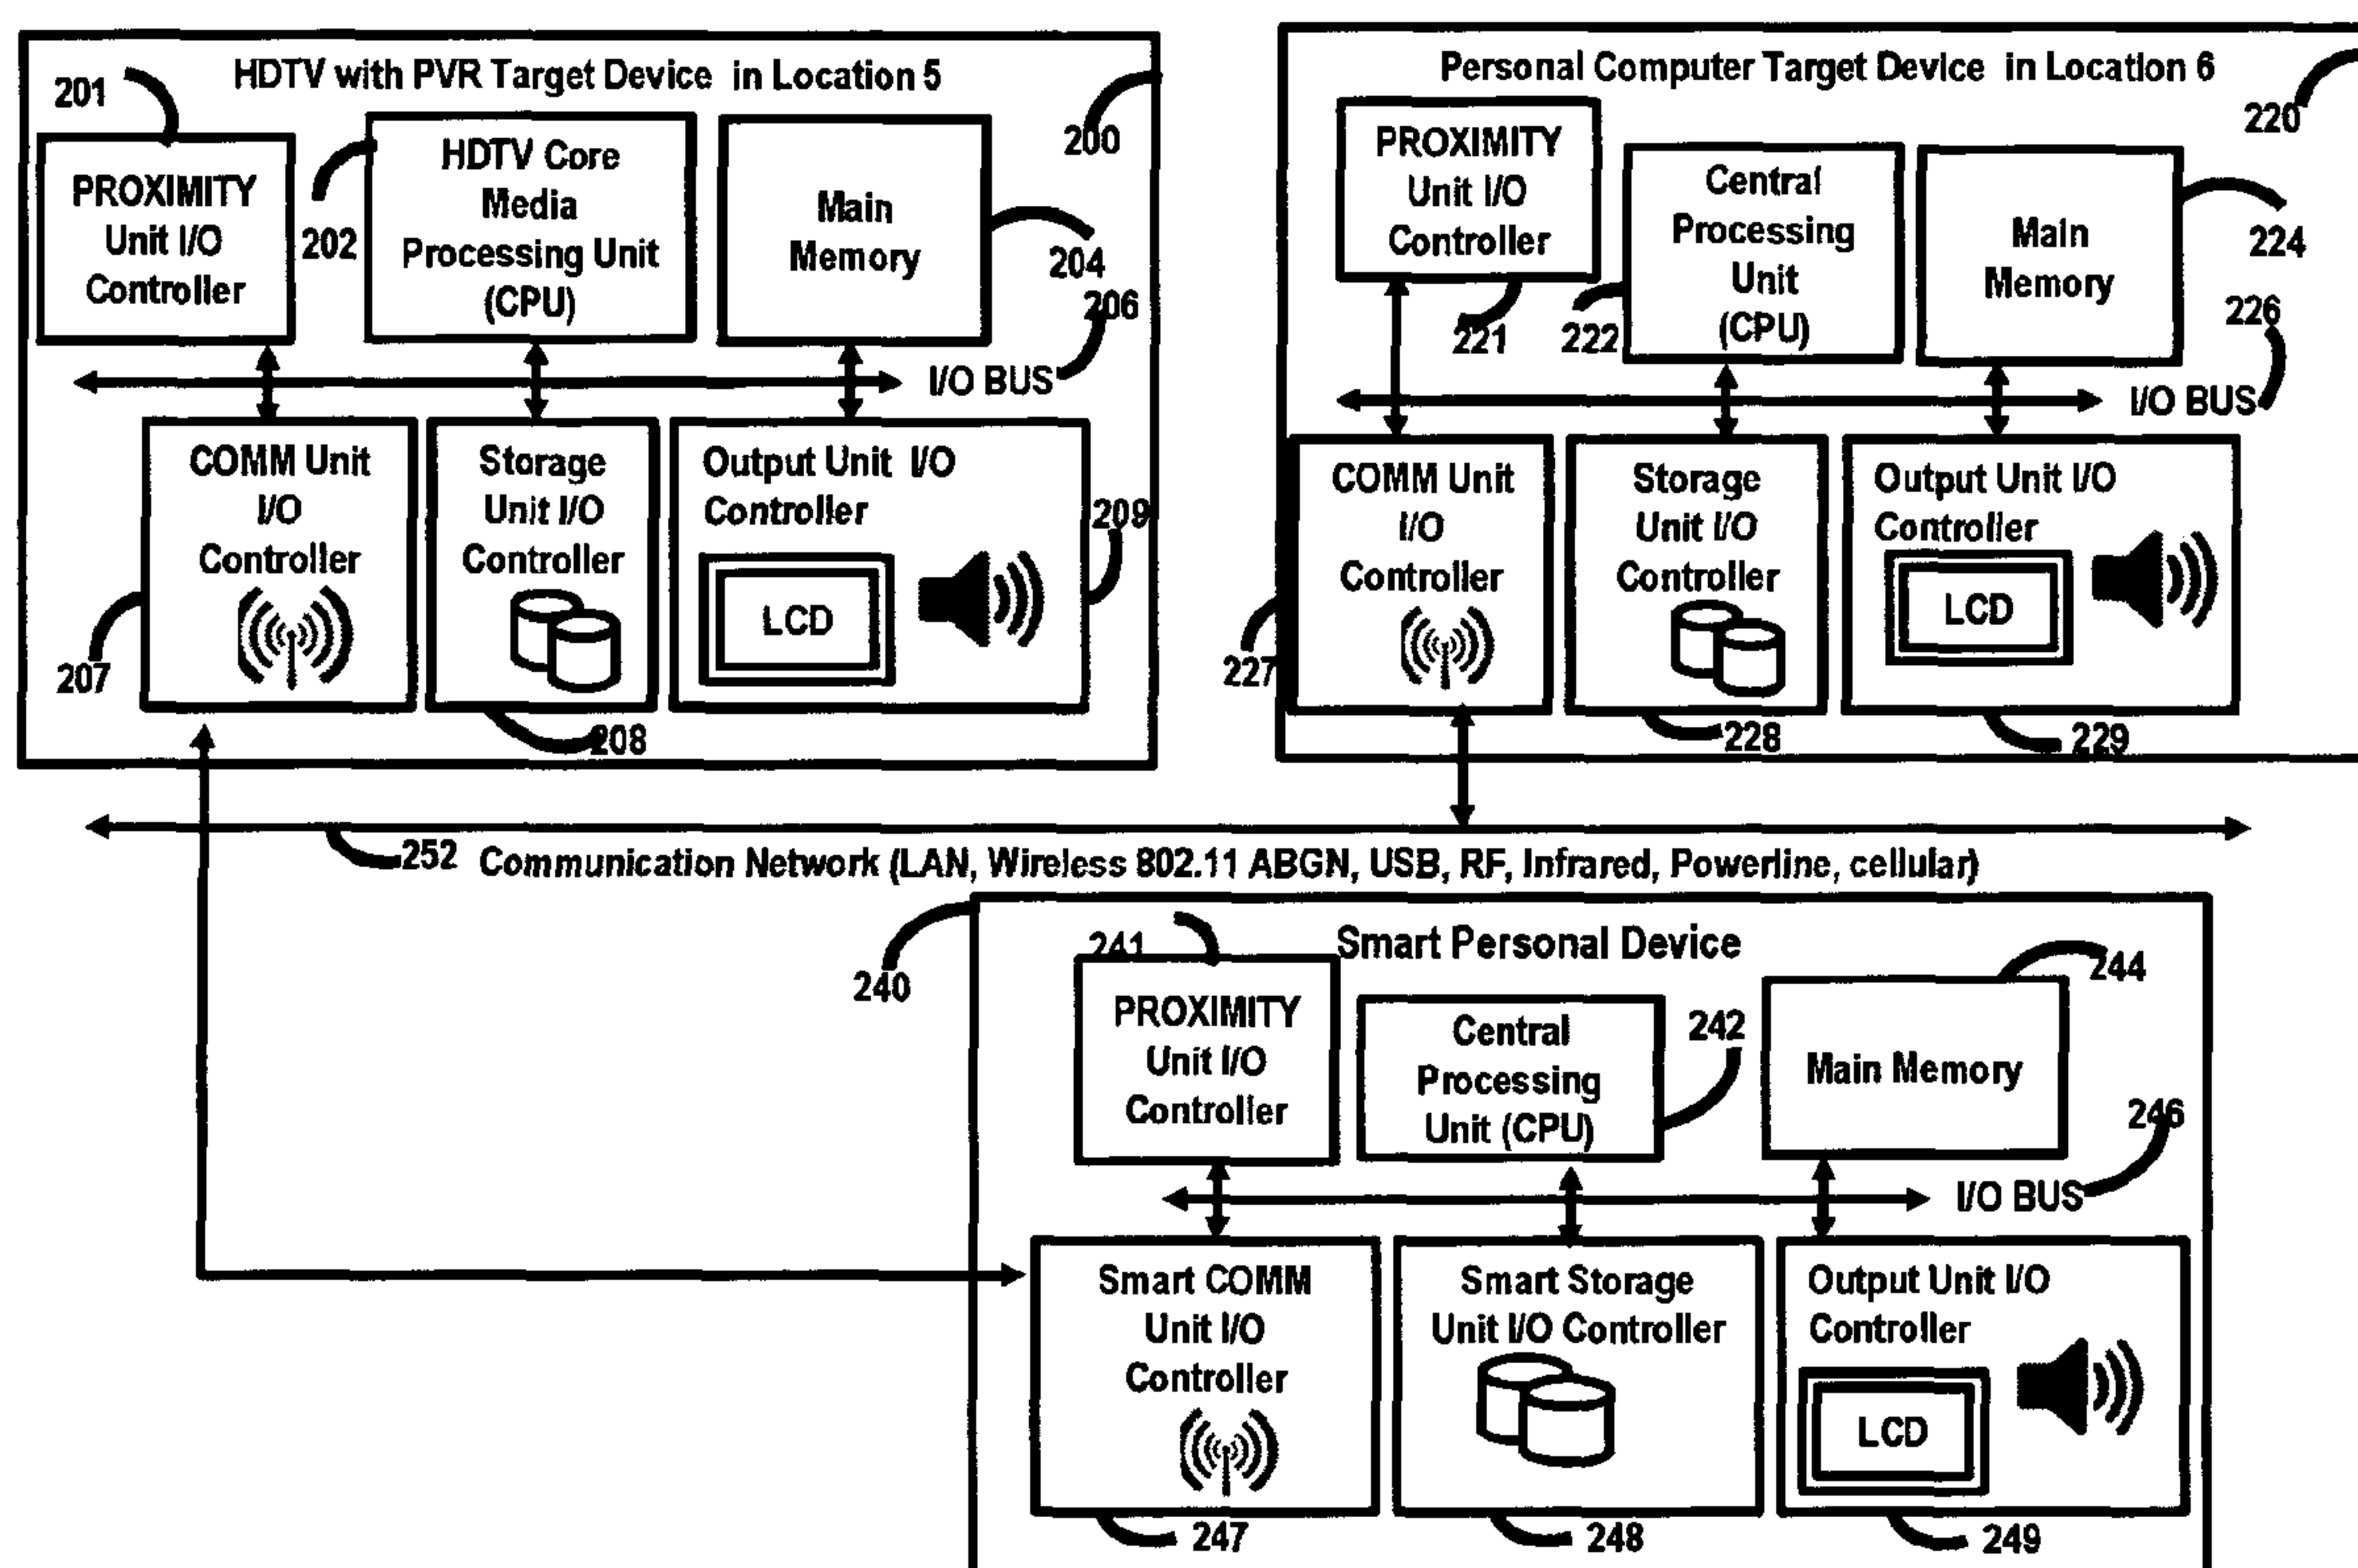 HDTV with PVR Target Device in Location 5
201
200
PROXIMITY
Unit I/O
Controller
202
HDTV Core
Media
Processing Unit
(CPU)
Main
Memory
204
206
I/O BUS
COMM Unit
I/O
Controller
207
Storage
Unit I/O
Controller
208
Output Unit I/O
Controller
LCD
209
Personal Computer Target Device in Location 6
220
PROXIMITY
Unit I/O
Controller
221
Central
Processing
Unit
(CPU)
222
Main
Memory
224
226
I/O BUS
COMM Unit
I/O
Controller
227
Storage
Unit I/O
Controller
228
Output Unit I/O
Controller
LCD
229
252 Communication Network (LAN, Wireless 802.11 ABGN, USB, RF, Infrared, Powerline, cellular)
240
Smart Personal Device
241
PROXIMITY
Unit I/O
Controller
Central
Processing
Unit (CPU)
242
Main Memory
244
246
I/O BUS
Smart COMM
Unit I/O
Controller
247
Smart Storage
Unit I/O Controller
248
Output Unit I/O
Controller
LCD
249